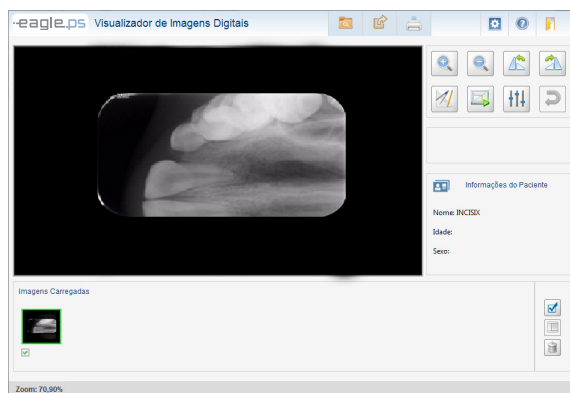 eagle.ps Visualizador de Imagens Digitais
Informações do Paciente
Nome: INCISIX
Idade:
Sexo:
Imagens Carregadas
Zoom: 70,90%